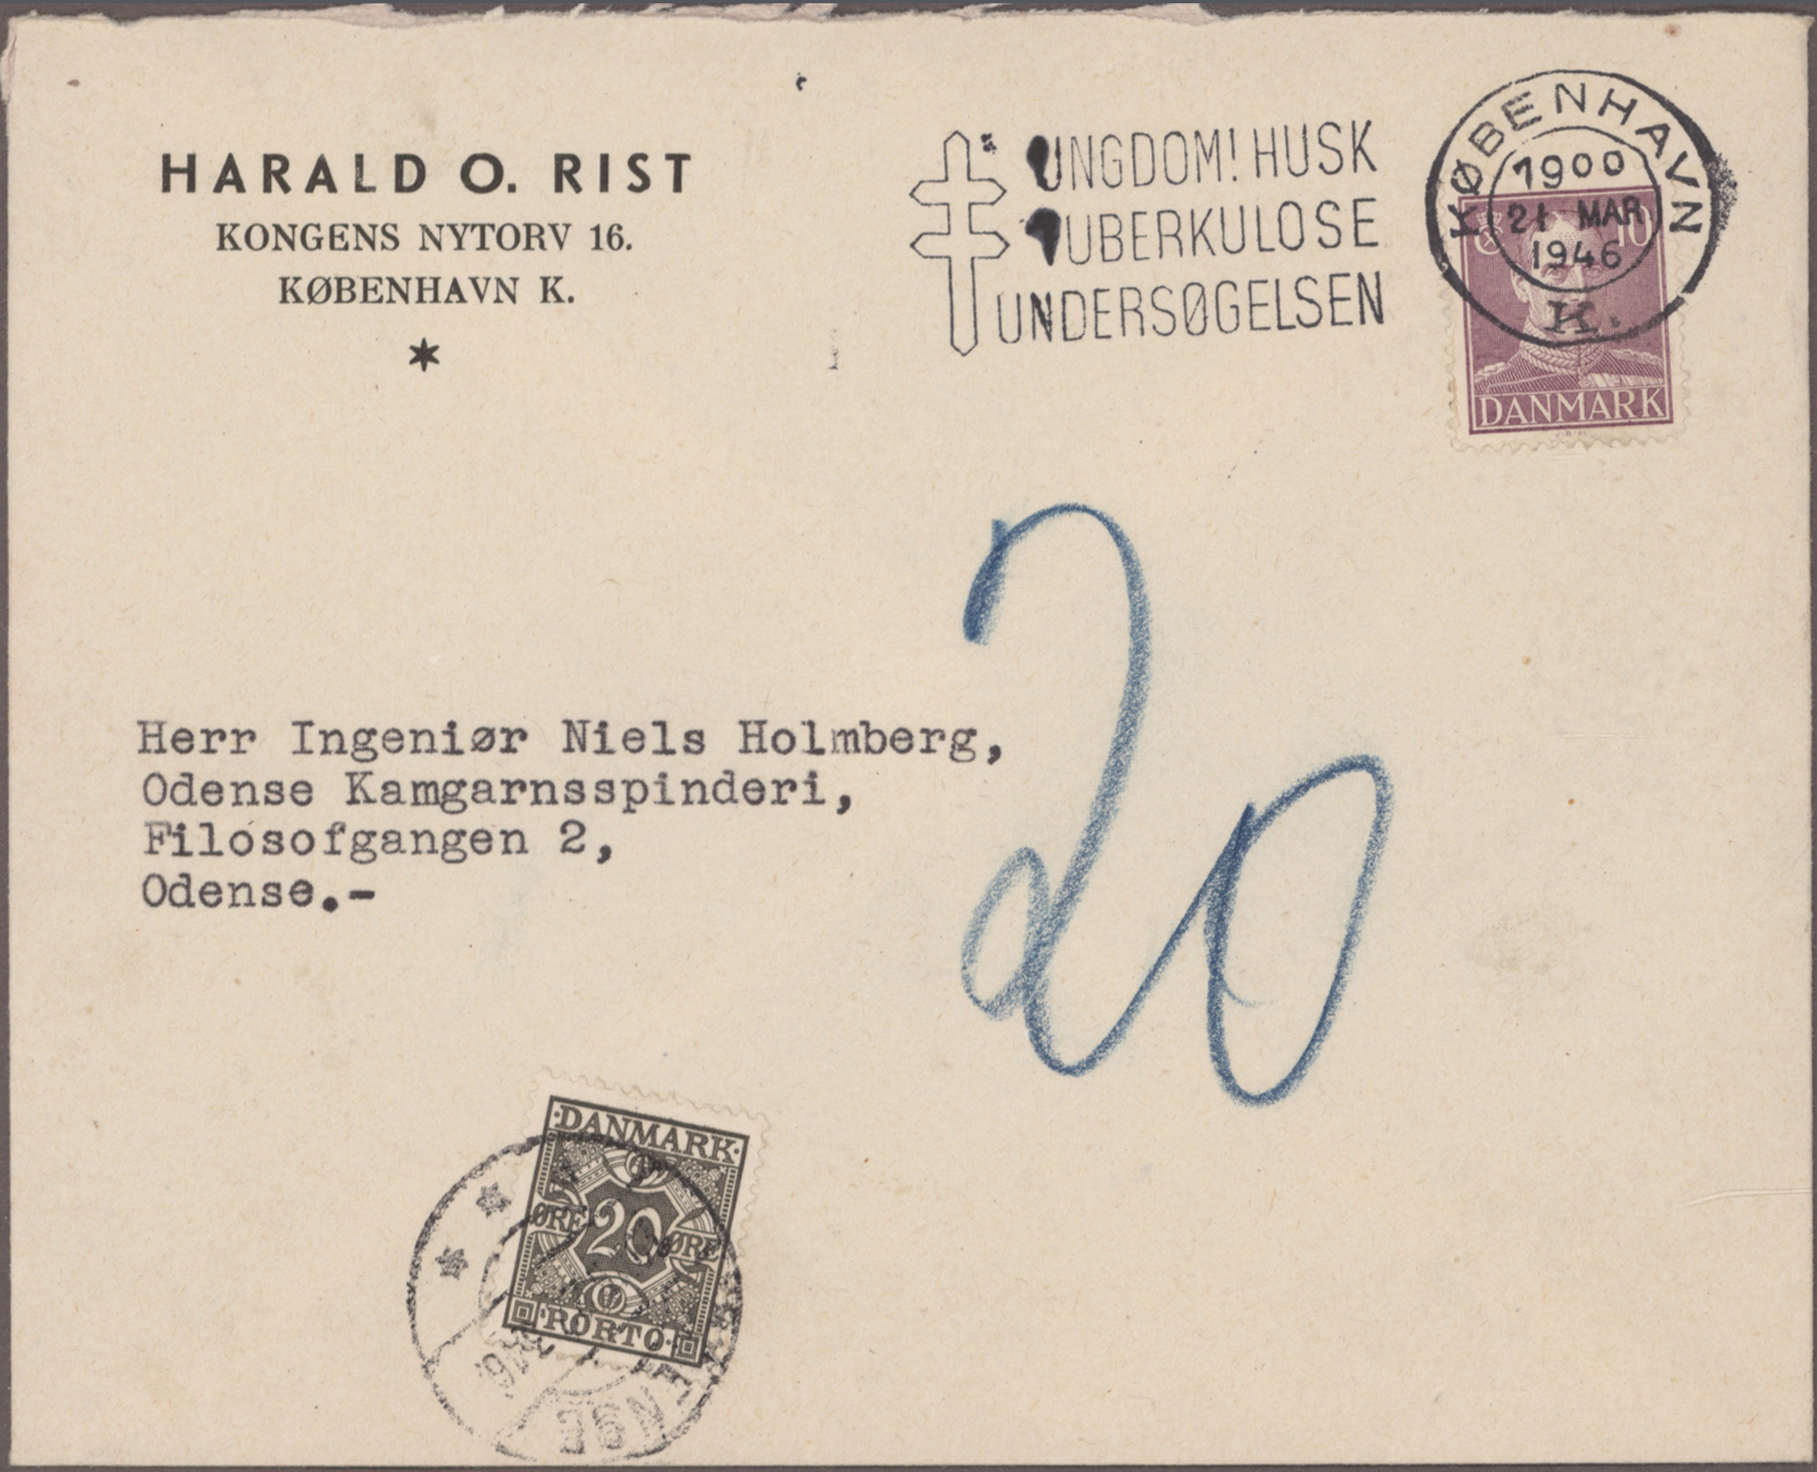 HARALD O. RIST
KONGENS NYTORV 16.
KØBENHAVN K.
UNGDOM! HUSK
TUBERKULOSE
UNDERSØGELSEN
KØBENHAVN
1900
21 MAR
1946
K.
10
DANMARK
20
Herr Ingeniør Niels Holmberg,
Odense Kamgarnsspinderi,
Filosofgangen 2,
Odense.-
DANMARK
ØRE 20 ØRE
PORTO